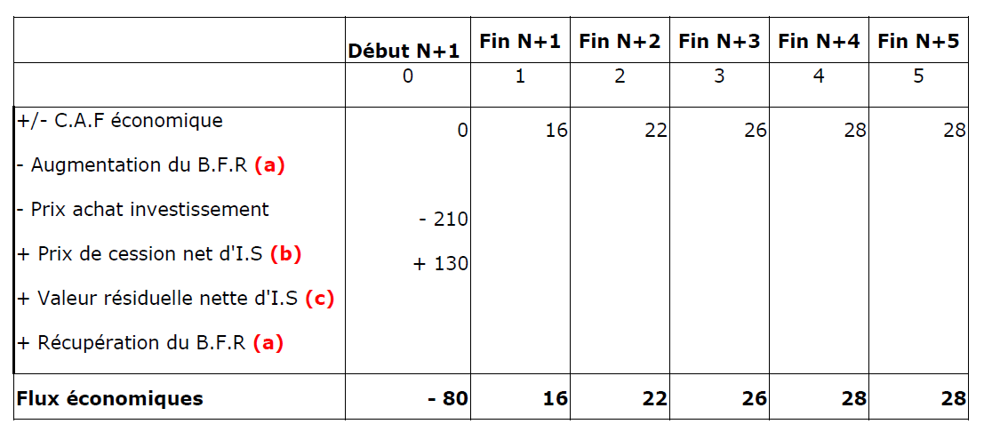 Début N+1 Fin N+1 Fin N+2 Fin N+3 Fin N+4 Fin N+5
0 1 2 3 4 5
+/- C.A.F économique 0 16 22 26 28 28
- Augmentation du B.F.R (a)
- Prix achat investissement - 210
+ Prix de cession net d'I.S (b) + 130
+ Valeur résiduelle nette d'I.S (c)
+ Récupération du B.F.R (a)
Flux économiques - 80 16 22 26 28 28